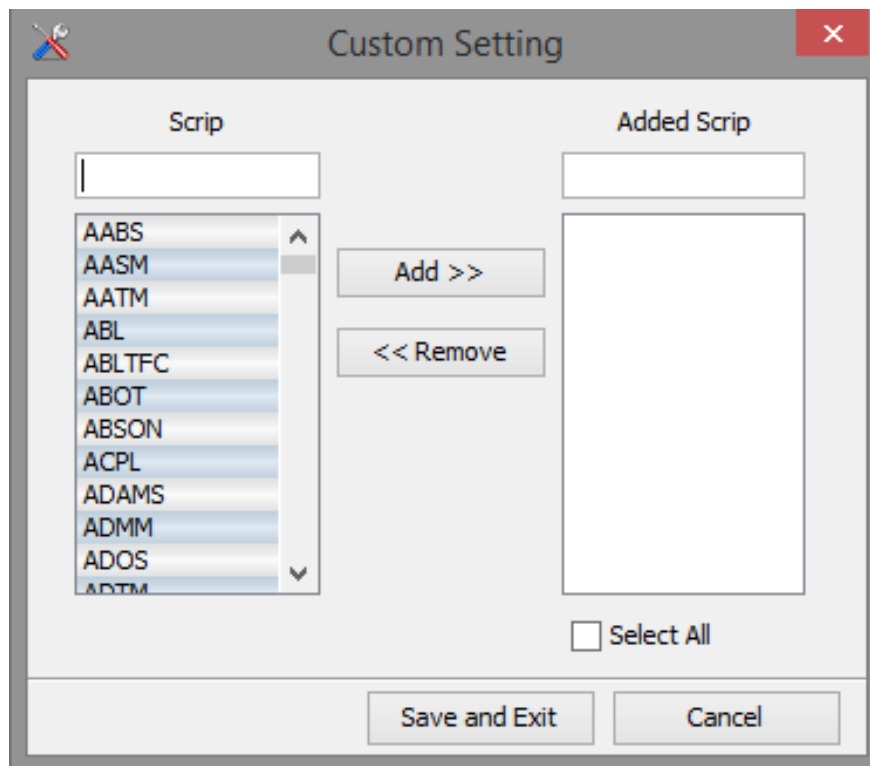 Custom Setting
Scrip
Added Scrip
AABS
AASM
AATM
ABL
ABLTFC
ABOT
ABSON
ACPL
ADAMS
ADMM
ADOS
ADTM
Add >>
<< Remove
Select All
Save and Exit
Cancel